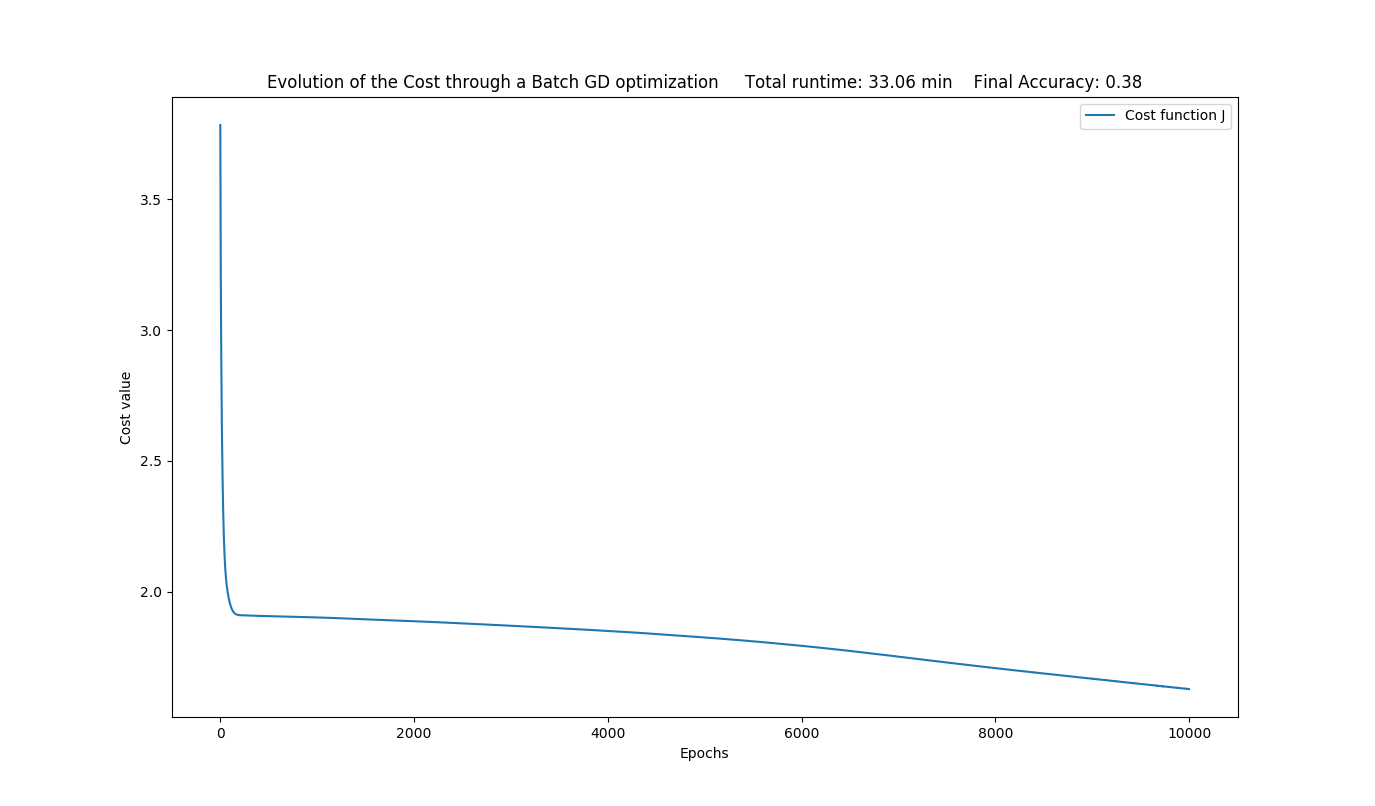 Evolution of the Cost through a Batch GD optimization     Total runtime: 33.06 min    Final Accuracy: 0.38
Cost function J
3.5
3.0
2.5
2.0
Cost value
0 2000 4000 6000 8000 10000
Epochs